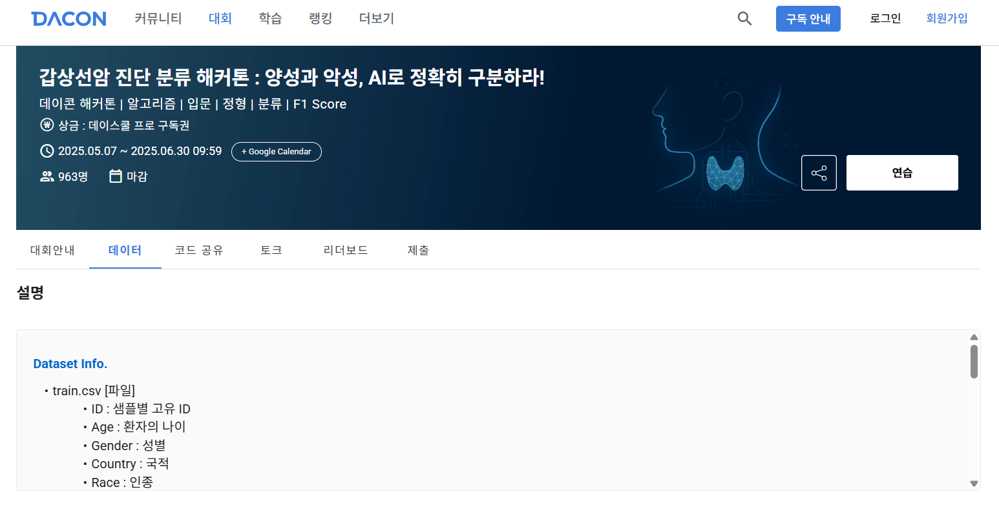 DACON 커뮤니티 대회 학습 랭킹 더보기 구독 안내 로그인 회원가입
갑상선암 진단 분류 해커톤 : 양성과 악성, AI로 정확히 구분하라!
데이콘 해커톤 | 알고리즘 | 입문 | 정형 | 분류 | F1 Score
₩ 상금 : 데이스쿨 프로 구독권
2025.05.07 ~ 2025.06.30 09:59 + Google Calendar
963명 마감
연습
대회안내 데이터 코드 공유 토크 리더보드 제출
설명
Dataset Info.
• train.csv [파일]
• ID : 샘플별 고유 ID
• Age : 환자의 나이
• Gender : 성별
• Country : 국적
• Race : 인종